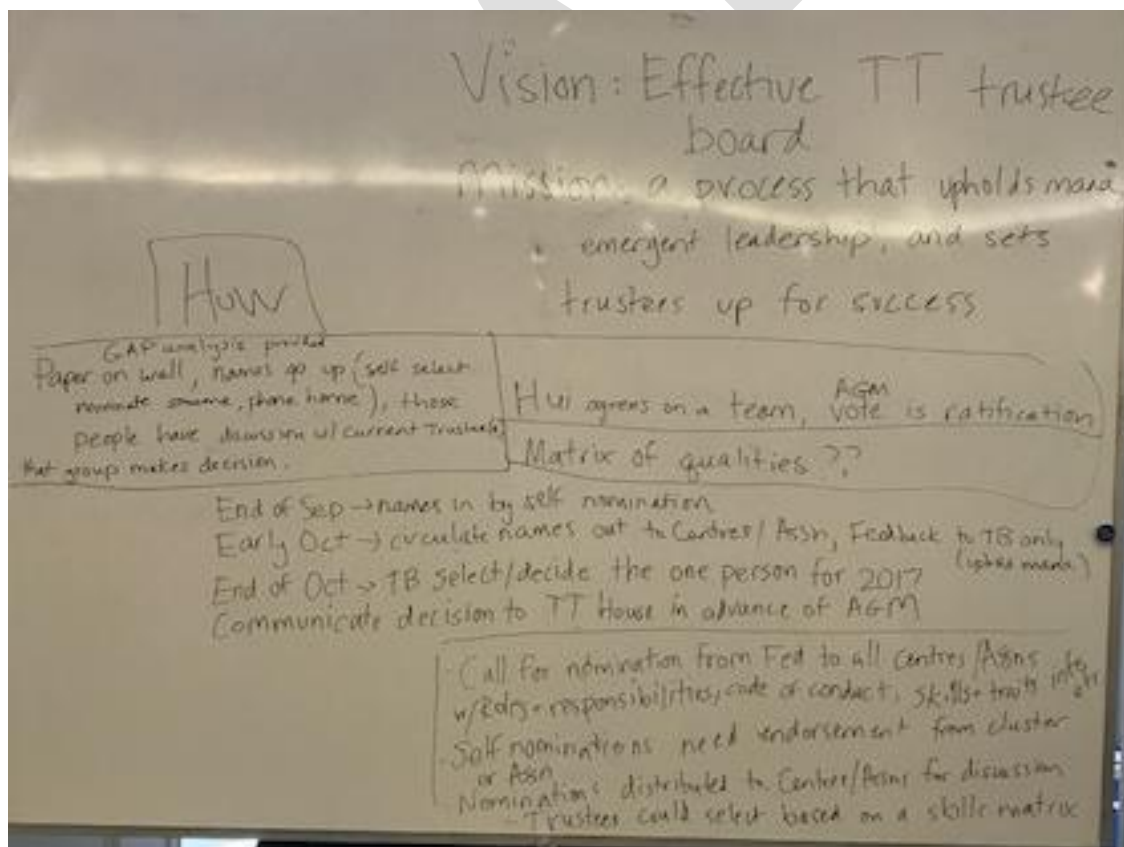 Vision: Effective TT trustee
board
Mission: a process that upholds mana
emergent leadership, and sets
trustees up for success
How
GAP analysis provided
Paper on wall, names go up (self select
nominate someone, phone home), those
people have discussion w/ current Trustees,
that group makes decision.
Hui agrees on a team, AGM vote is ratification
Matrix of qualities ??
End of Sep → names in by self nomination
Early Oct → circulate names out to Centres/Assn, Feedback to TB only
(upholds mana)
End of Oct → TB select/decide the one person for 2017
Communicate decision to TT House in advance of AGM
- Call for nomination from Fed to all Centres/Assns
w/ Roles + responsibilities, code of conduct, skills + traits
- Self nominations need endorsement from cluster
or Assn
Nominations distributed to Centres/Assns for discussion
- Trustees could select based on a skills matrix